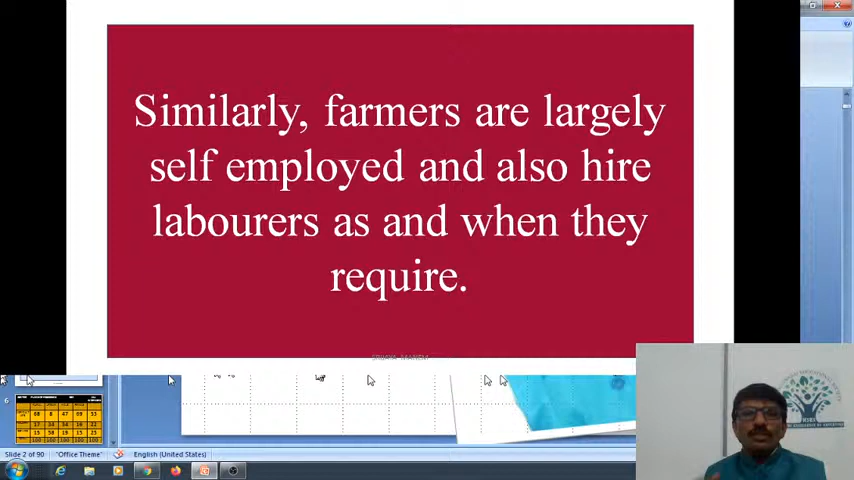 Similarly, farmers are largely
self employed and also hire
labourers as and when they
require.
6
Slide 2 of 90
"Office Theme"
English (United States)